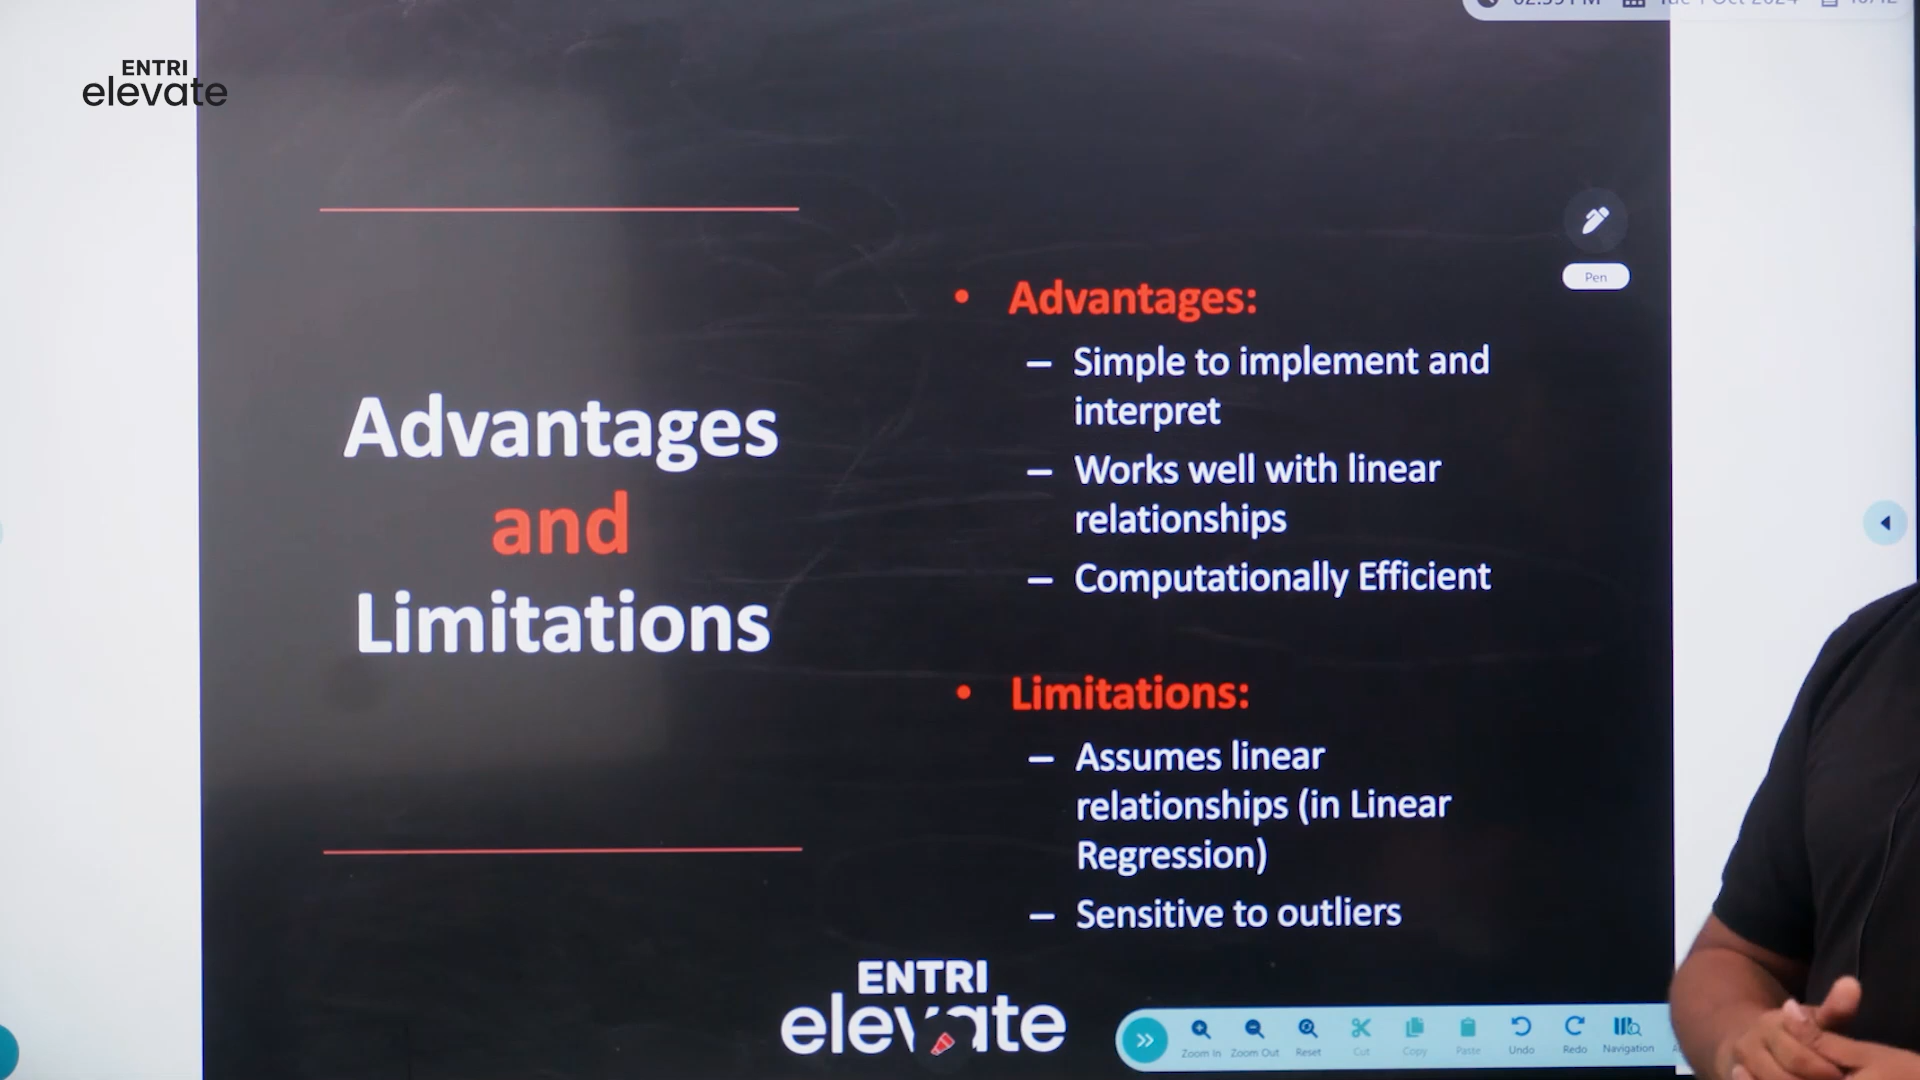 ENTRI
elevate
Advantages
and
Limitations
• Advantages:
– Simple to implement and
interpret
– Works well with linear
relationships
– Computationally Efficient
• Limitations:
– Assumes linear
relationships (in Linear
Regression)
– Sensitive to outliers
Pen
ENTRI
elevate
Zoom In Zoom Out Reset Cut Copy Paste Undo Redo Navigation